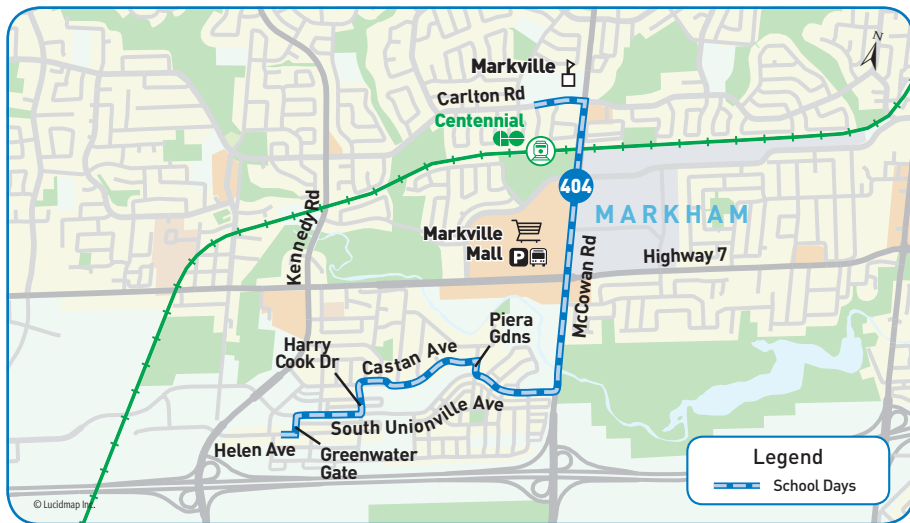 N
Markville
Carlton Rd
Centennial
404
MARKHAM
Kennedy Rd
Markville
Mall
P
Highway 7
McCowan Rd
Piera
Gdns
Harry
Cook Dr
Castan Ave
South Unionville Ave
Helen Ave
Greenwater
Gate
Legend
School Days
© Lucidmap Inc.